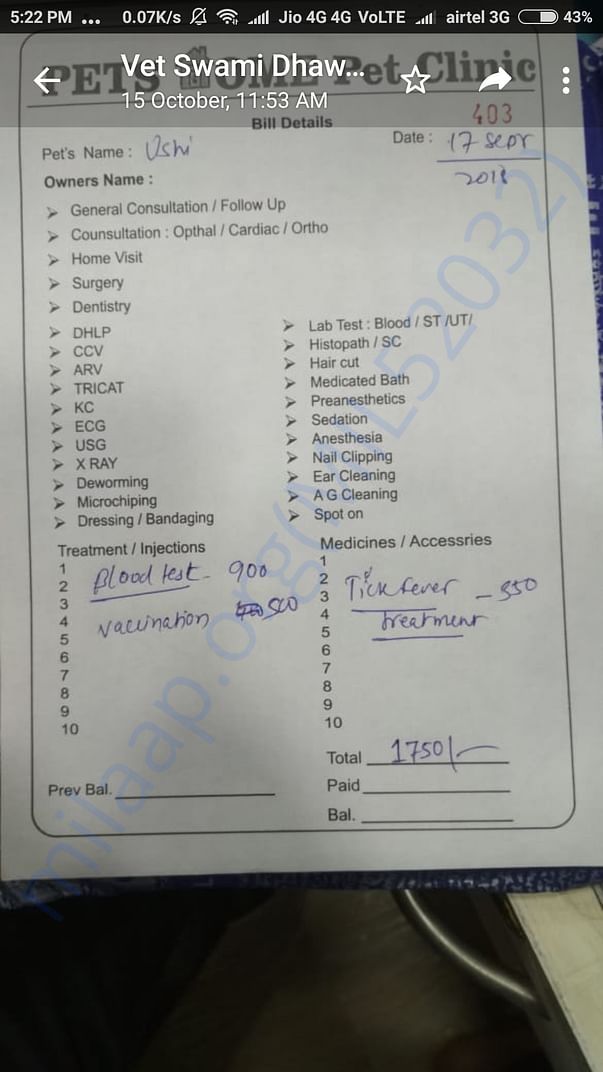 5:22 PM ... 0.07K/s Jio 4G 4G VoLTE airtel 3G 43%
Vet Swami Dhaw...
15 October, 11:53 AM
PETS HOME Pet Clinic
403
Bill Details
Pet's Name : Ushi
Date : 17 Sept
2018
Owners Name :
General Consultation / Follow Up
Counsultation : Opthal / Cardiac / Ortho
Home Visit
Surgery
Dentistry
DHLP
CCV
ARV
TRICAT
KC
ECG
USG
X RAY
Deworming
Microchiping
Dressing / Bandaging
Lab Test : Blood / ST /UT/
Histopath / SC
Hair cut
Medicated Bath
Preanesthetics
Sedation
Anesthesia
Nail Clipping
Ear Cleaning
A G Cleaning
Spot on
Treatment / Injections
1
2 Blood test - 900
3
4 Vaccination 500
5
6
7
8
9
10
Medicines / Accessries
1
2
3 Tick fever - 350
4 treatment
5
6
7
8
9
10
Total 1750/-
Prev Bal.
Paid
Bal.
milaap.org(MIL52032)